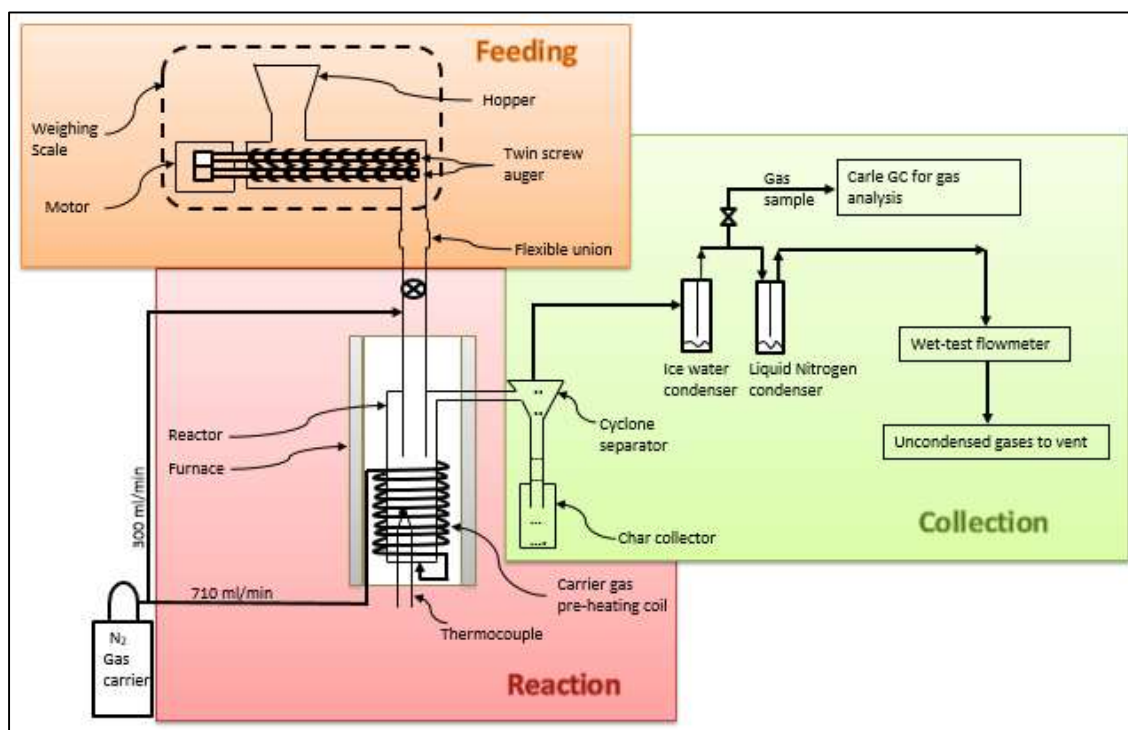 Feeding
Hopper
Weighing
Scale
Twin screw
auger
Motor
Flexible union
Gas
sample
Carle GC for gas
analysis
Ice water
condenser
Liquid Nitrogen
condenser
Wet-test flowmeter
Uncondensed gases to vent
Cyclone
separator
Char collector
Collection
Reactor
Furnace
300 ml/min
710 ml/min
Carrier gas
pre-heating coil
Thermocouple
N2
Gas
carrier
Reaction